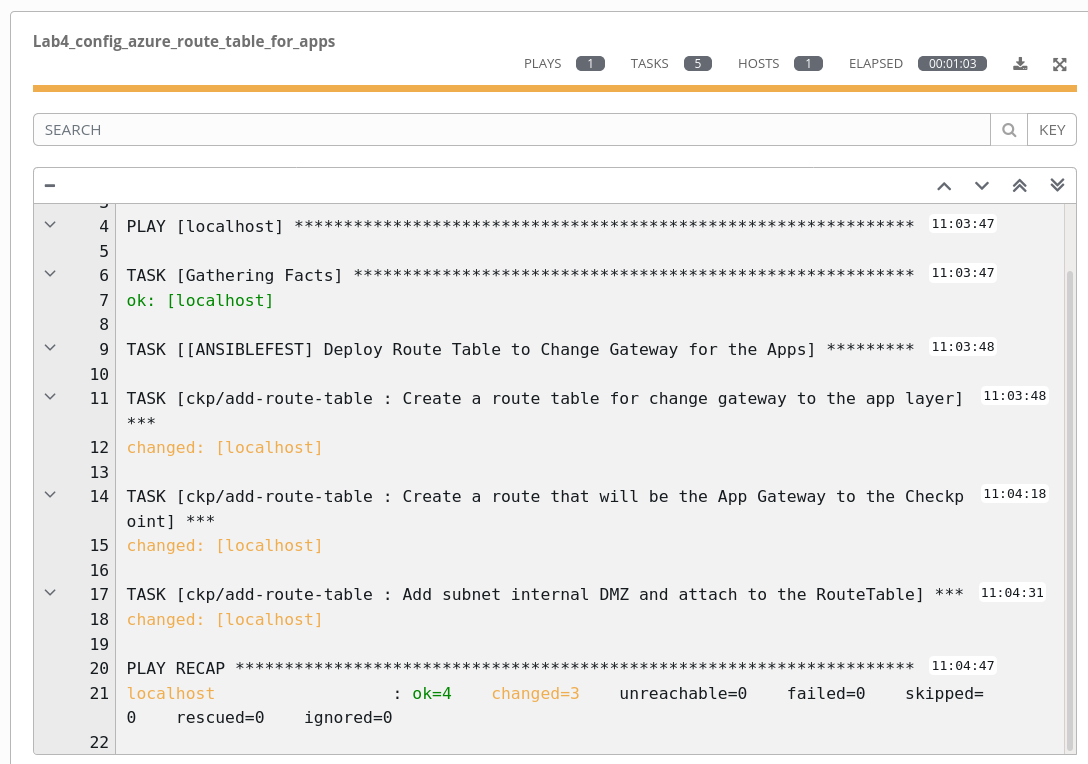 Lab4_config_azure_route_table_for_apps
PLAYS 1 TASKS 5 HOSTS 1 ELAPSED 00:01:03
SEARCH KEY
3
4 PLAY [localhost] *************************************************************** 11:03:47
5
6 TASK [Gathering Facts] ********************************************************* 11:03:47
7 ok: [localhost]
8
9 TASK [[ANSIBLEFEST] Deploy Route Table to Change Gateway for the Apps] ********* 11:03:48
10
11 TASK [ckp/add-route-table : Create a route table for change gateway to the app layer] 11:03:48
***
12 changed: [localhost]
13
14 TASK [ckp/add-route-table : Create a route that will be the App Gateway to the Checkp 11:04:18
oint] ***
15 changed: [localhost]
16
17 TASK [ckp/add-route-table : Add subnet internal DMZ and attach to the RouteTable] *** 11:04:31
18 changed: [localhost]
19
20 PLAY RECAP ********************************************************************* 11:04:47
21 localhost : ok=4 changed=3 unreachable=0 failed=0 skipped=
0 rescued=0 ignored=0
22